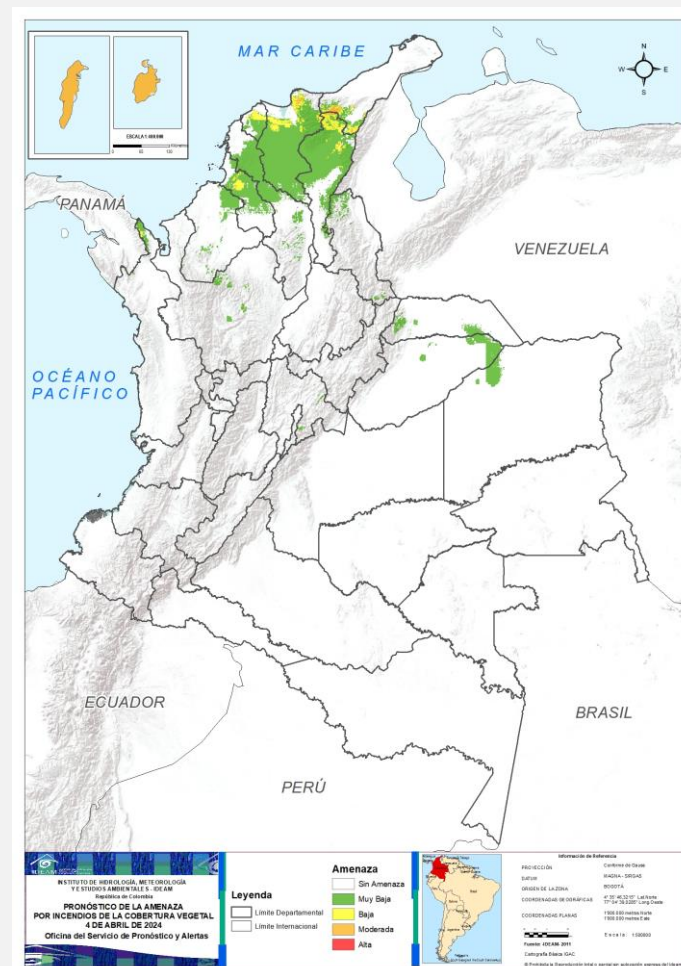 MAR CARIBE
N
W
E
S
PANAMÁ
VENEZUELA
OCÉANO
PACÍFICO
ECUADOR
BRASIL
PERÚ
INSTITUTO DE HIDROLOGÍA, METEOROLOGÍA
Y ESTUDIOS AMBIENTALES - IDEAM
República de Colombia
PRONÓSTICO DE LA AMENAZA
POR INCENDIOS DE LA COBERTURA VEGETAL
4 DE ABRIL DE 2024
Oficina del Servicio de Pronóstico y Alertas
Leyenda
Límite Departamental
Límite Internacional
Amenaza
Sin Amenaza
Muy Baja
Baja
Moderada
Alta
Información de Referencia
PROYECCIÓN
DATUM
MAGNA - SIRGAS
ORIGEN DE LA ZONA
BOGOTÁ
COORDENADAS GEOGRÁFICAS
COORDENADAS PLANAS
Fuente: IDEAM. 2011
Cartografía Básica: IGAC